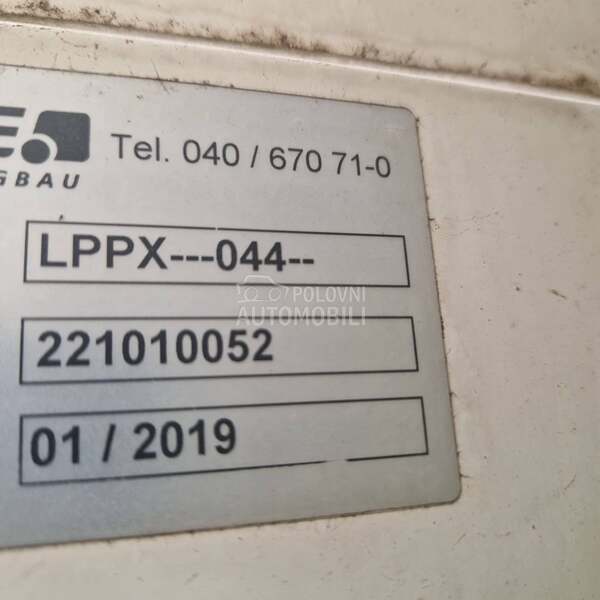 E.
Tel. 040 / 670 71-0
GBAU
LPPX---044--
POLOVNI
AUTOMOBILI
221010052
01 / 2019